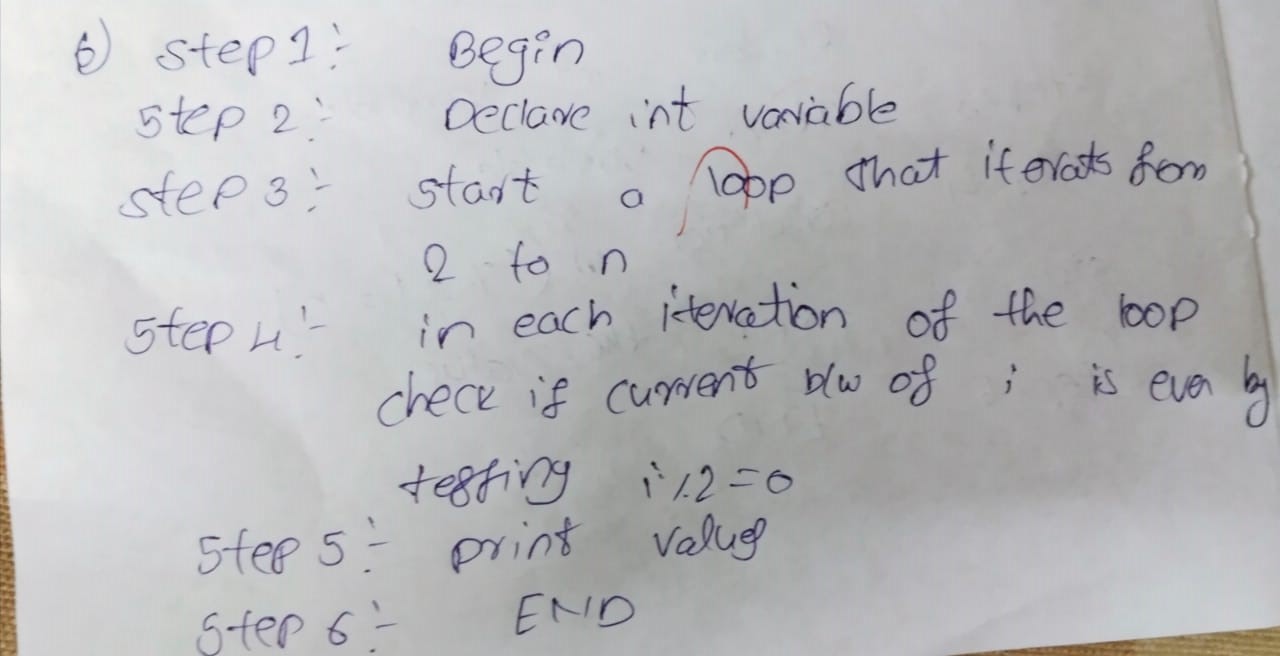 6) Step 1:- Begin
Step 2:- Declare int variable
Step 3:- start a loop that iterats from
2 to n
Step 4:- in each iteration of the loop
check if current b/w of i is even by
testing i%2=0
Step 5:- print value
Step 6:- END